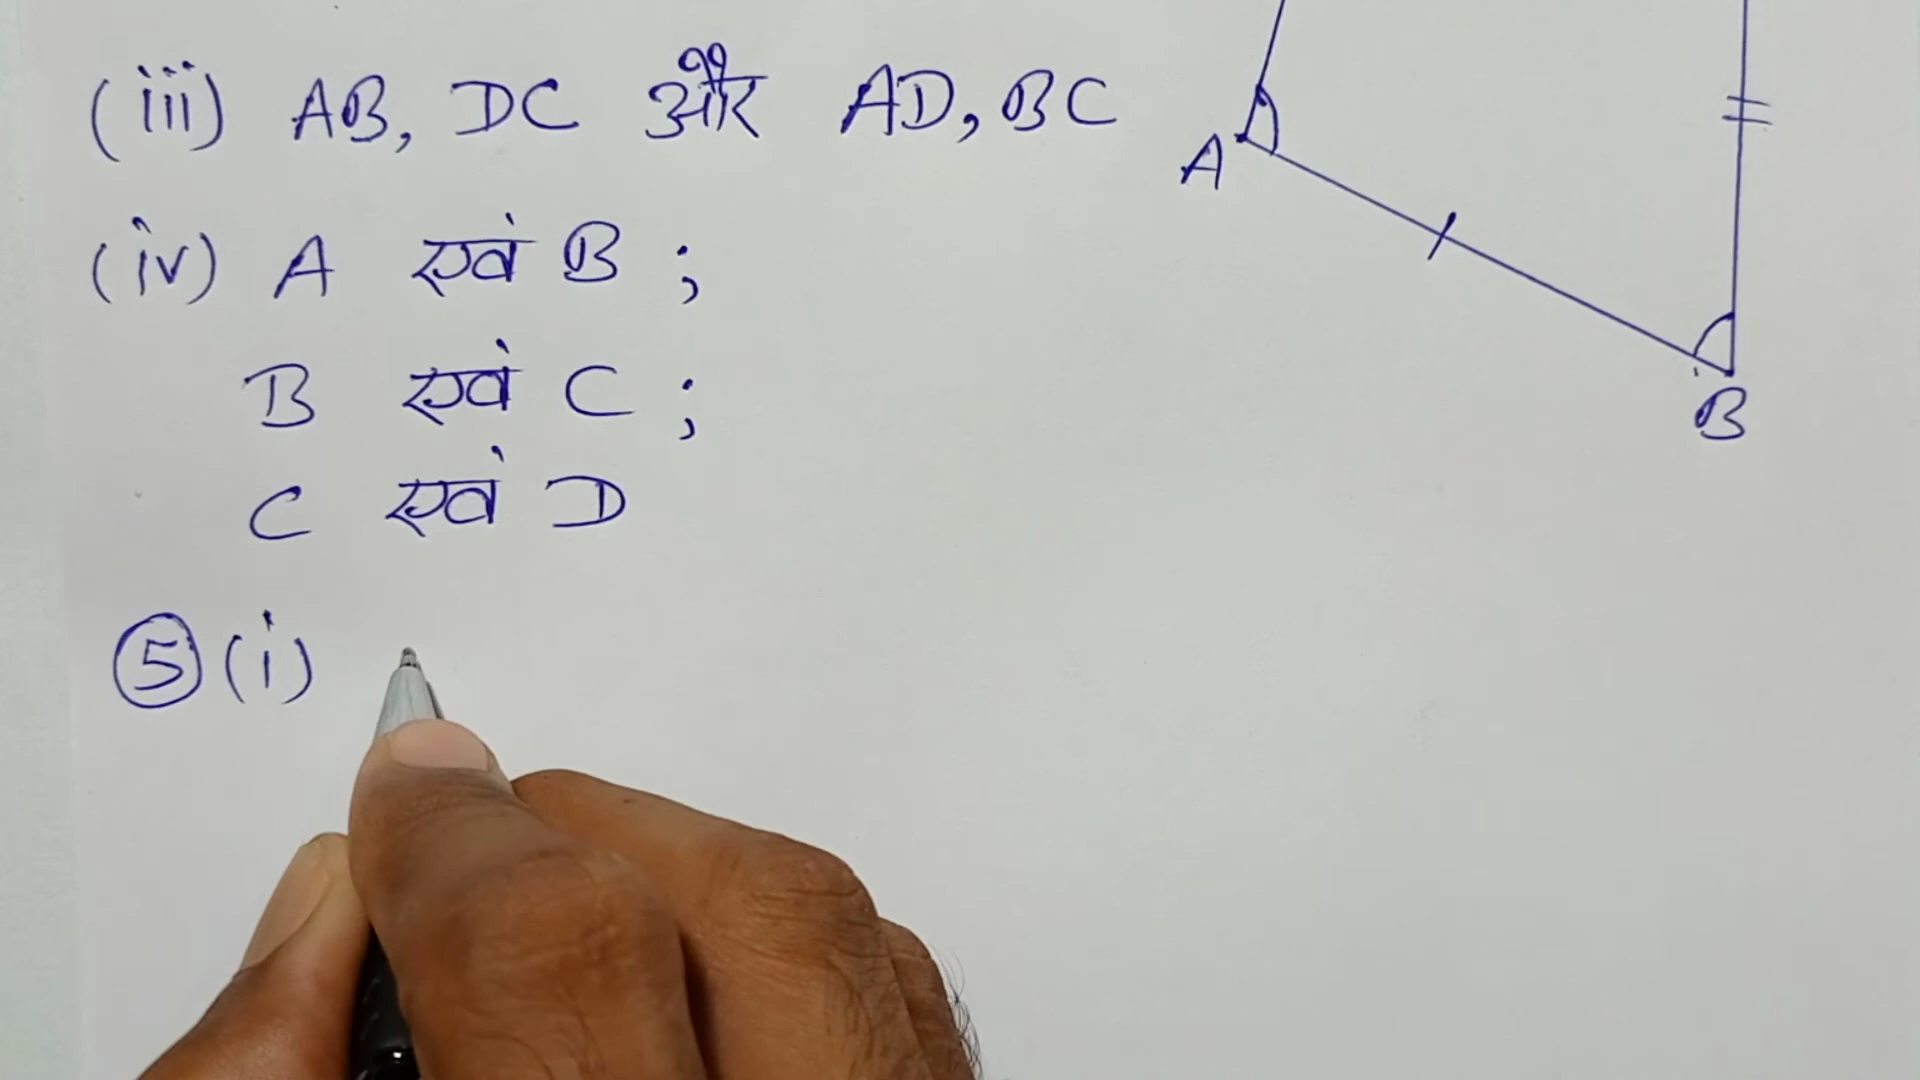 (iii) AB, DC और AD, BC
(iv) A एवं B ;
B एवं C ;
C एवं D
5 (i)
A
B